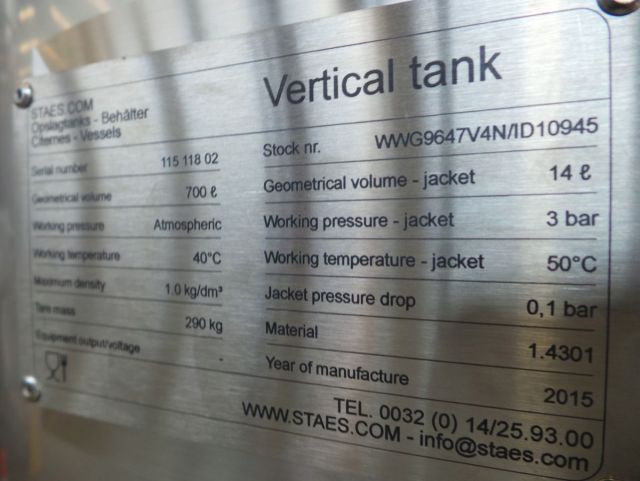 Vertical tank
STAES.COM
Opslagtanks - Behälter
Citernes - Vessels
Serial number 115 118 02
Geometrical volume 700 ℓ
Working pressure Atmospheric
Working temperature 40°C
Maximum density 1.0 kg/dm³
Tare mass 290 kg
Equipment output/voltage
Stock nr. WWG9647V4N/ID10945
Geometrical volume - jacket 14 ℓ
Working pressure - jacket 3 bar
Working temperature - jacket 50°C
Jacket pressure drop 0,1 bar
Material 1.4301
Year of manufacture 2015
TEL. 0032 (0) 14/25.93.00
WWW.STAES.COM - info@staes.com